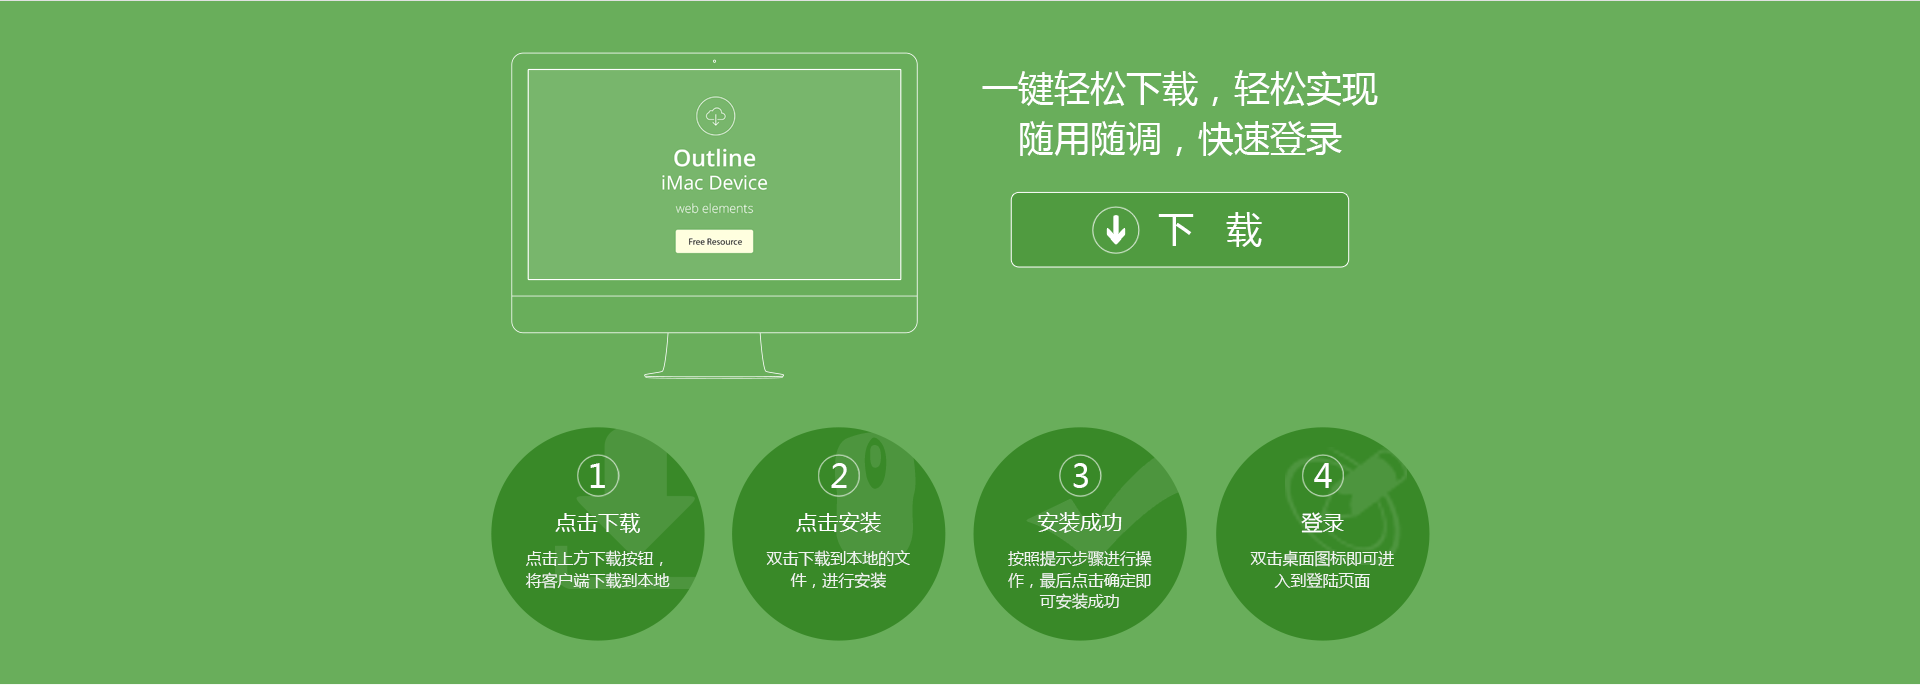 Outline
iMac Device
web elements
Free Resource
一键轻松下载，轻松实现
随用随调，快速登录
下 载
1
点击下载
点击上方下载按钮，
将客户端下载到本地
2
点击安装
双击下载到本地的文
件，进行安装
3
安装成功
按照提示步骤进行操
作，最后点击确定即
可安装成功
4
登录
双击桌面图标即可进
入到登陆页面